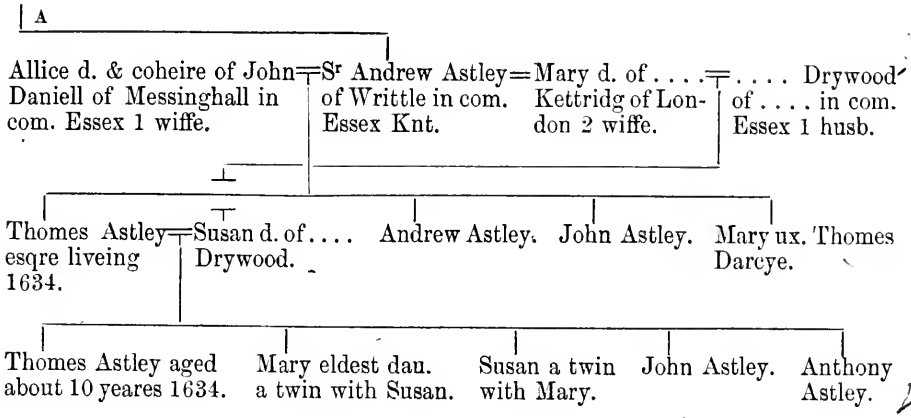 A
Allice d. & coheire of John
Daniell of Messinghall in
com. Essex 1 wiffe.
Sr Andrew Astley
of Writtle in com.
Essex Knt.
Mary d. of . . . .
Kettridg of Lon-
don 2 wiffe.
. . . . Drywood
of . . . . in com.
Essex 1 husb.
Thomes Astley
esqre liveing
1634.
Susan d. of . . . .
Drywood.
Andrew Astley.
John Astley.
Mary ux. Thomes
Darcye.
Thomes Astley aged
about 10 yeares 1634.
Mary eldest dau.
a twin with Susan.
Susan a twin
with Mary.
John Astley.
Anthony
Astley.